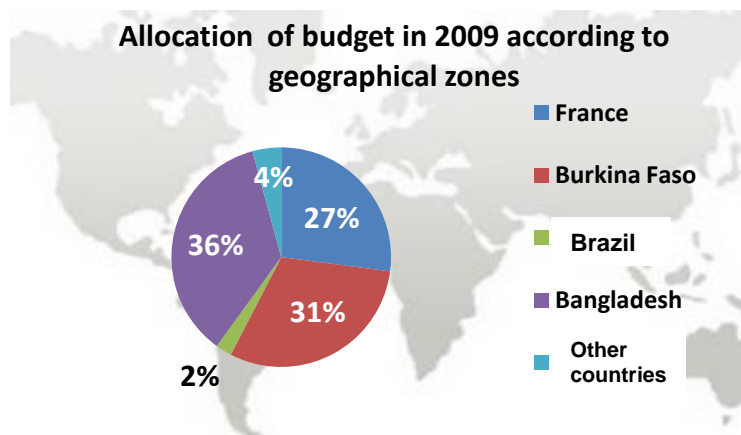 Allocation of budget in 2009 according to
geographical zones
France
Burkina Faso
Brazil
Bangladesh
Other
countries
4%
27%
36%
31%
2%